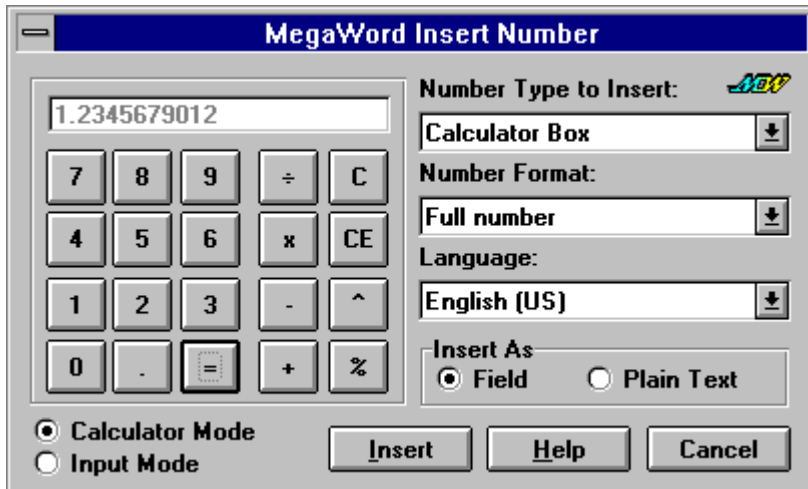 MegaWord Insert Number
1.2345679012
7 8 9 ÷ C
4 5 6 x CE
1 2 3 - ^
0 . = + %
Calculator Mode
Input Mode
Number Type to Insert:
NEW
Calculator Box
Number Format:
Full number
Language:
English (US)
Insert As
Field
Plain Text
Insert
Help
Cancel